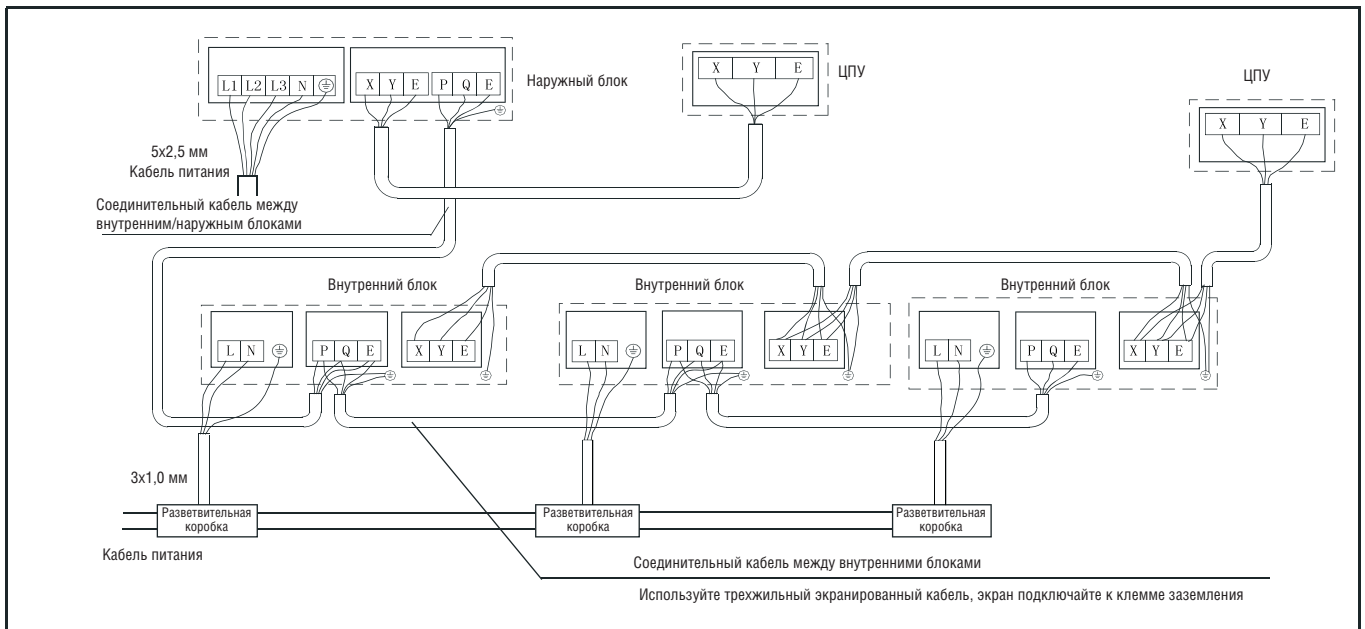 L1 L2 L3 N
X Y E P Q E
Наружный блок
X Y E
ЦПУ
ЦПУ
X Y E
5x2,5 мм
Кабель питания
Соединительный кабель между
внутренним/наружным блоками
Внутренний блок
Внутренний блок
Внутренний блок
L N
P Q E
X Y E
L N
P Q E
X Y E
L N
P Q E
X Y E
3x1,0 мм
Разветвительная
коробка
Разветвительная
коробка
Разветвительная
коробка
Кабель питания
Соединительный кабель между внутренними блоками
Используйте трехжильный экранированный кабель, экран подключайте к клемме заземления